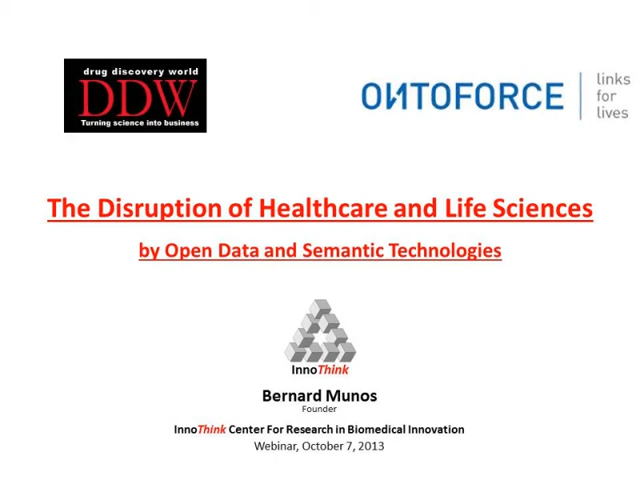 drug discovery world
DDW
Turning science into business
ONTOFORCE
links
for
lives
The Disruption of Healthcare and Life Sciences
by Open Data and Semantic Technologies
InnoThink
Bernard Munos
Founder
InnoThink Center For Research in Biomedical Innovation
Webinar, October 7, 2013